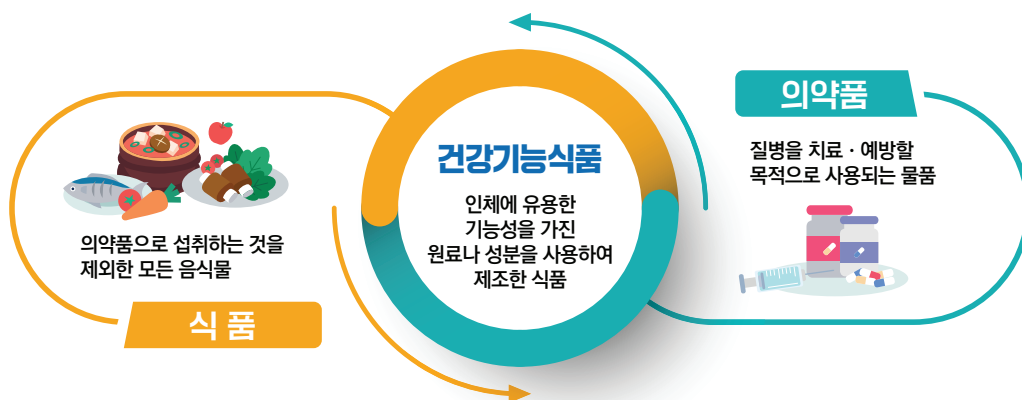 의약품으로 섭취하는 것을
제외한 모든 음식물
식 품
건강기능식품
인체에 유용한
기능성을 가진
원료나 성분을 사용하여
제조한 식품
의약품
질병을 치료 · 예방할
목적으로 사용되는 물품